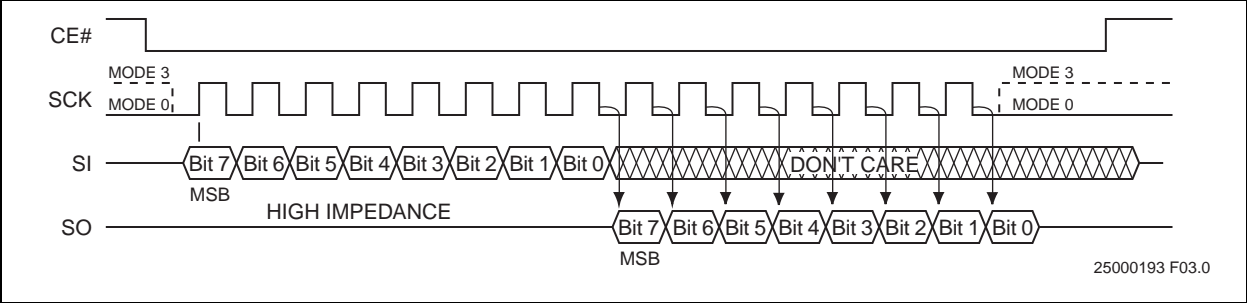 CE#
MODE 3 MODE 3
SCK
MODE 0 MODE 0
SI Bit 7 Bit 6 Bit 5 Bit 4 Bit 3 Bit 2 Bit 1 Bit 0 DON'T CARE
MSB
HIGH IMPEDANCE
SO Bit 7 Bit 6 Bit 5 Bit 4 Bit 3 Bit 2 Bit 1 Bit 0
MSB
25000193 F03.0